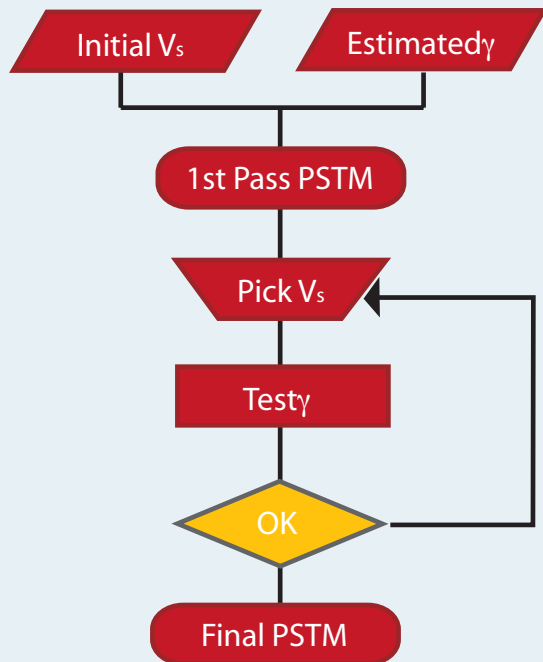 Initial Vs
Estimatedγ
1st Pass PSTM
Pick Vs
Testγ
OK
Final PSTM